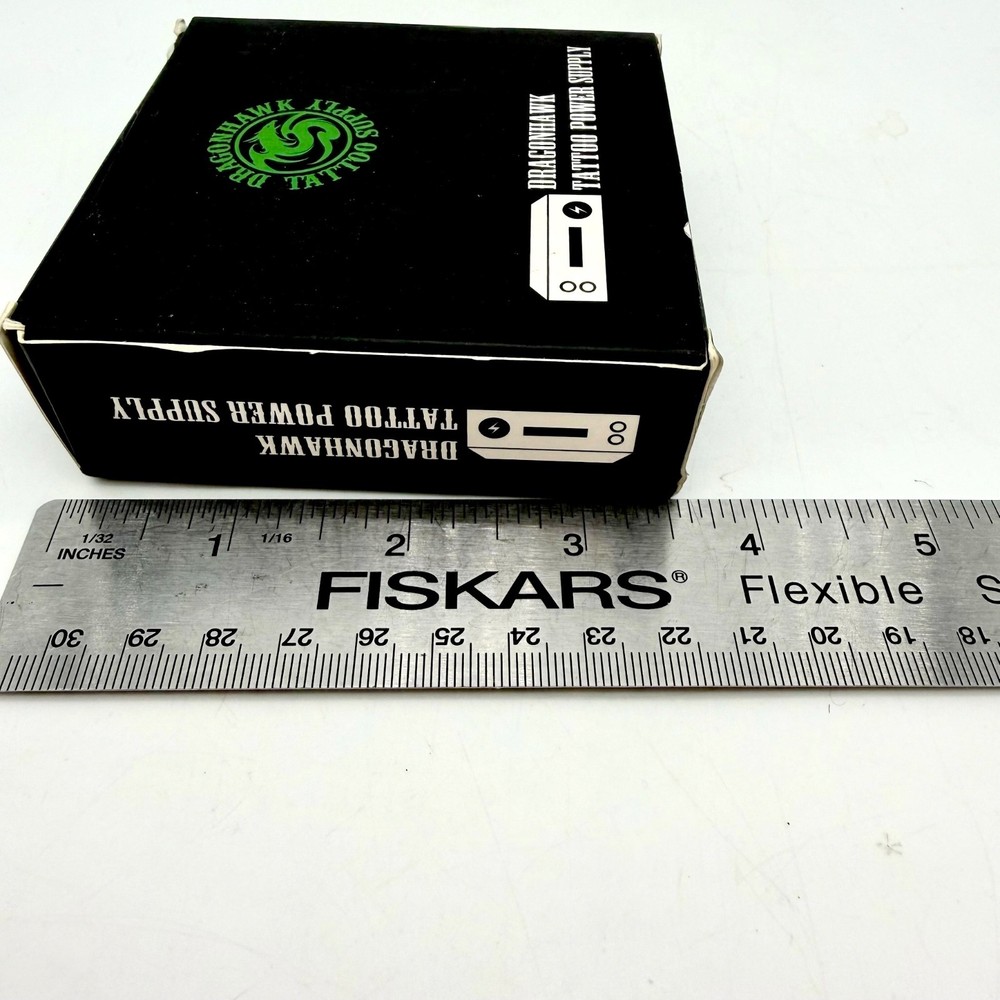 DRAGONHAWK TATTOO SUPPLY
DRAGONHAWK
TATTOO POWER SUPPLY
DRAGONHAWK
TATTOO POWER SUPPLY
1/32
INCHES
1 1/16 2 3 4 5
FISKARS® Flexible S
30 29 28 27 26 25 24 23 22 21 20 19 18